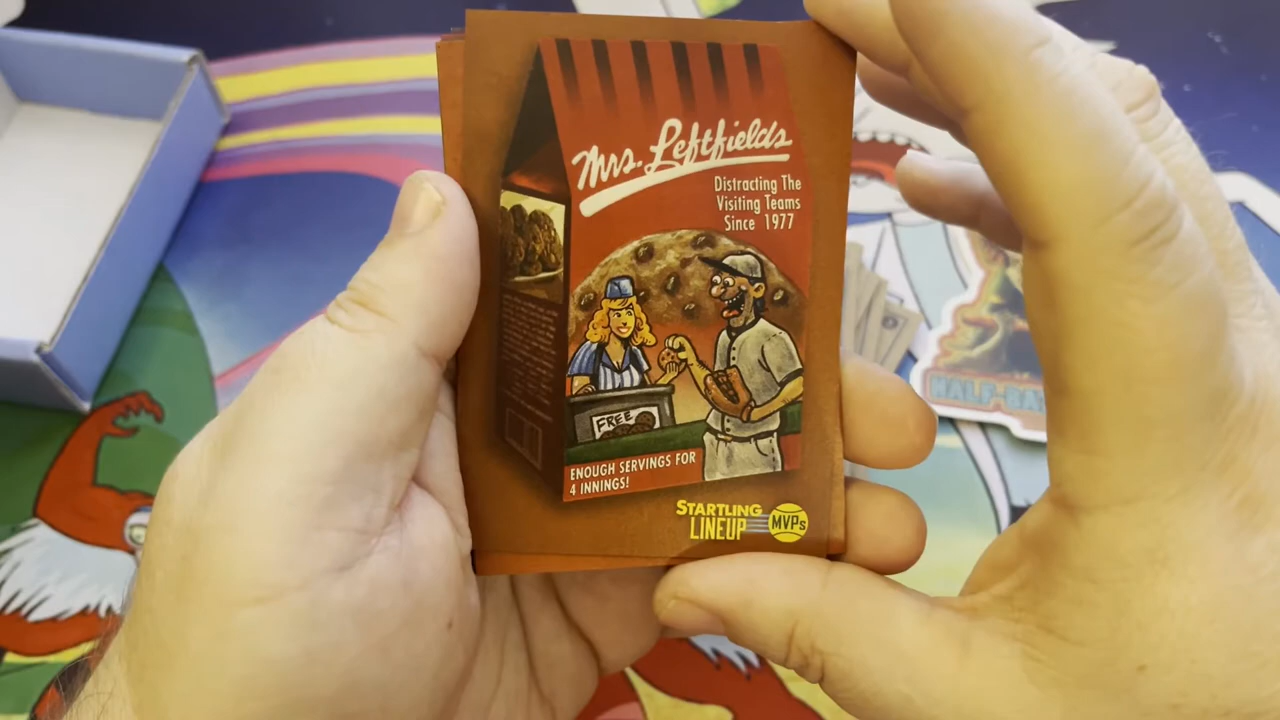 Mrs. Leftfields
Distracting The
Visiting Teams
Since 1977
FREE
ENOUGH SERVINGS FOR
4 INNINGS!
STARTLING
LINEUP MVPs
HALF-BA